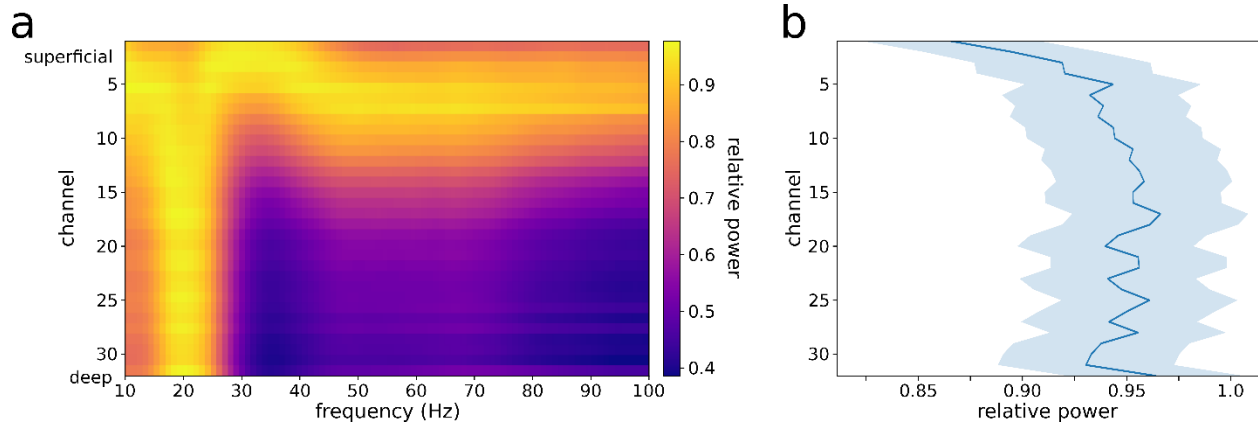 a
superficial
5
10
15
20
25
30
deep
channel
10 20 30 40 50 60 70 80 90 100
frequency (Hz)
0.9
0.8
0.7
0.6
0.5
0.4
relative power
b
5
10
15
20
25
30
channel
0.85 0.90 0.95 1.0
relative power